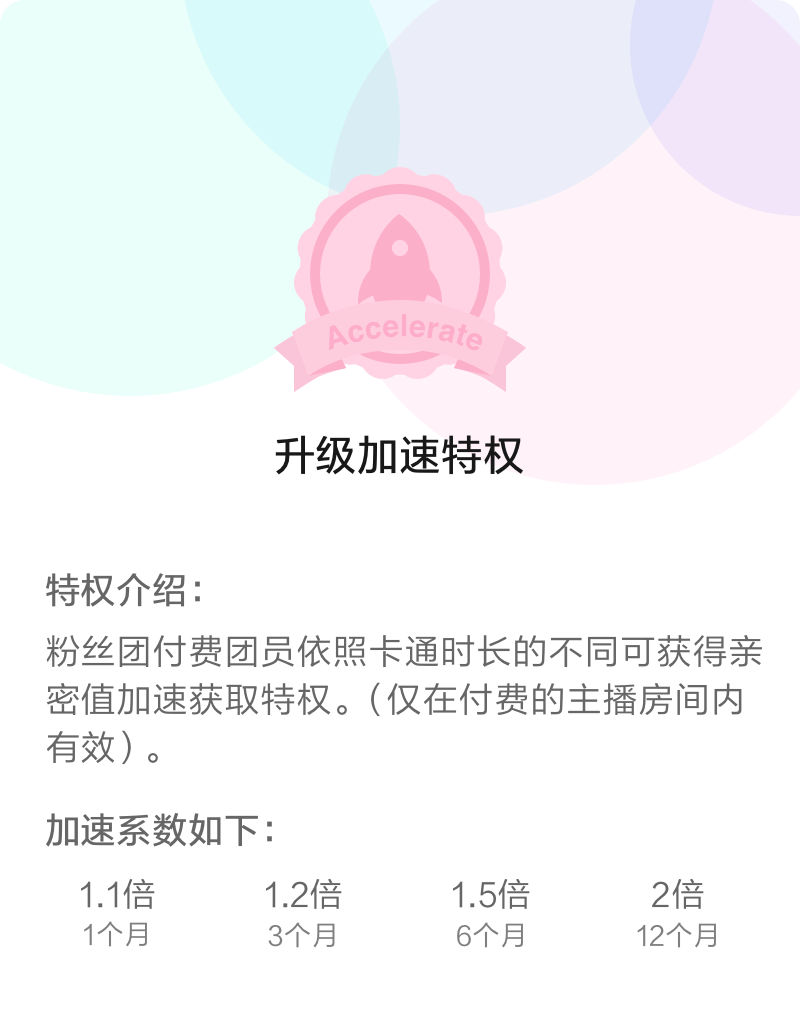 Accelerate
升级加速特权
特权介绍：
粉丝团付费团员依照卡通时长的不同可获得亲
密值加速获取特权。（仅在付费的主播房间内
有效）。
加速系数如下：
1.1倍 1.2倍 1.5倍 2倍
1个月 3个月 6个月 12个月